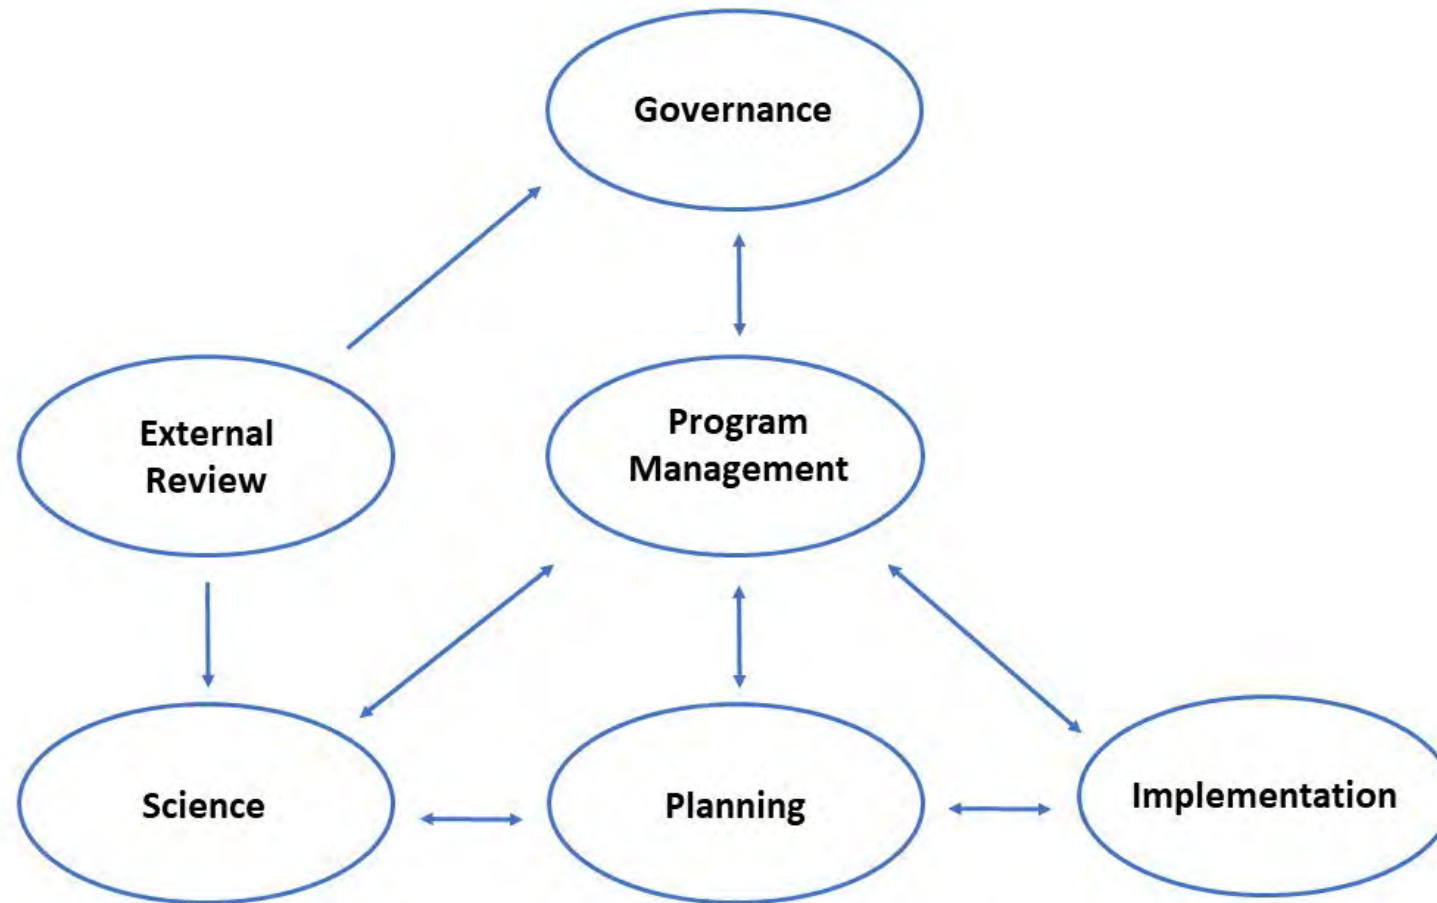 Governance
External
Review
Program
Management
Science
Planning
Implementation